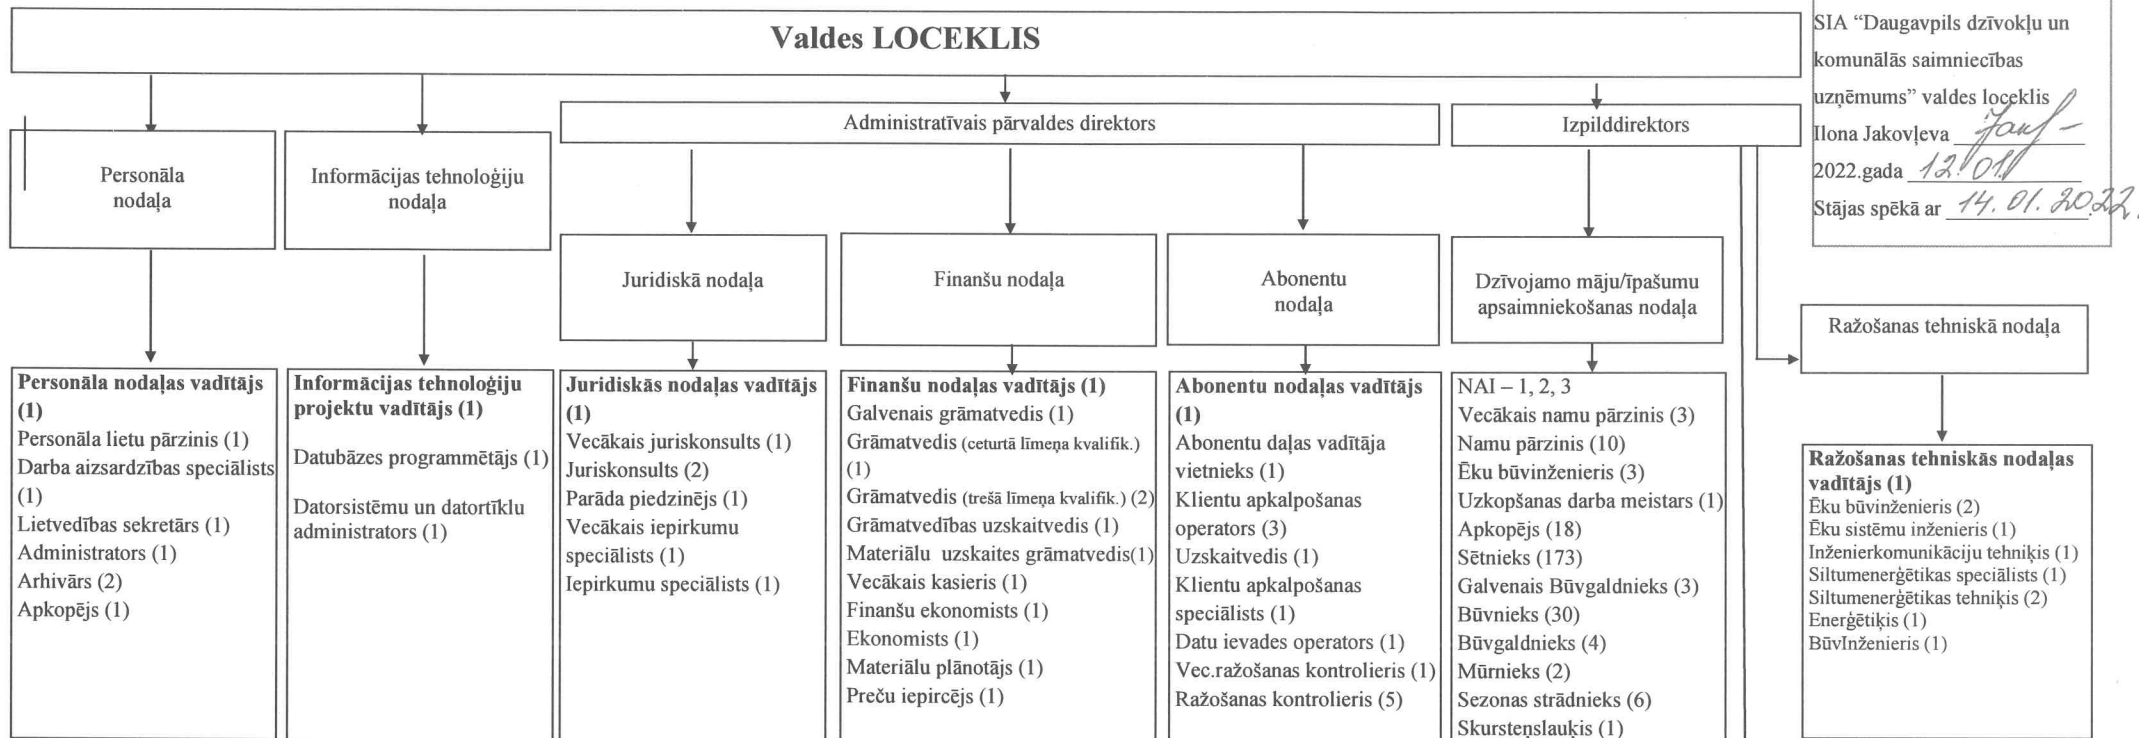 Valdes LOCEKLIS
SIA “Daugavpils dzīvokļu un
komunālās saimniecības
uzņēmums” valdes loceklis
Ilona Jakovļeva
2022.gada 12.01
Stājas spēkā ar 14.01.2022.
Administratīvais pārvaldes direktors
Izpilddirektors
Personāla
nodaļa
Informācijas tehnoloģiju
nodaļa
Juridiskā nodaļa
Finanšu nodaļa
Abonentu
nodaļa
Dzīvojamo māju/īpašumu
apsaimniekošanas nodaļa
Ražošanas tehniskā nodaļa
Personāla nodaļas vadītājs
(1)
Personāla lietu pārzinis (1)
Darba aizsardzības speciālists
(1)
Lietvedības sekretārs (1)
Administrators (1)
Arhivārs (2)
Apkopējs (1)
Informācijas tehnoloģiju
projektu vadītājs (1)
Datubāzes programmētājs (1)
Datorsistēmu un datortīklu
administrators (1)
Juridiskās nodaļas vadītājs
(1)
Vecākais juriskonsults (1)
Juriskonsults (2)
Parāda piedzinējs (1)
Vecākais iepirkumu
speciālists (1)
Iepirkumu speciālists (1)
Finanšu nodaļas vadītājs (1)
Galvenais grāmatvedis (1)
Grāmatvedis (ceturtā līmeņa kvalifik.)
(1)
Grāmatvedis (trešā līmeņa kvalifik.) (2)
Grāmatvedības uzskaitvedis (1)
Materiālu uzskaites grāmatvedis(1)
Vecākais kasieris (1)
Finanšu ekonomists (1)
Ekonomists (1)
Materiālu plānotājs (1)
Preču iepircējs (1)
Abonentu nodaļas vadītājs
(1)
Abonentu daļas vadītāja
vietnieks (1)
Klientu apkalpošanas
operators (3)
Uzskaitvedis (1)
Klientu apkalpošanas
speciālists (1)
Datu ievades operators (1)
Vec.ražošanas kontrolieris (1)
Ražošanas kontrolieris (5)
NAI – 1, 2, 3
Vecākais namu pārzinis (3)
Namu pārzinis (10)
Ēku būvinženieris (3)
Uzkopšanas darba meistars (1)
Apkopējs (18)
Sētnieks (173)
Galvenais Būvgaldnieks (3)
Būvnieks (30)
Būvgaldnieks (4)
Mūrnieks (2)
Sezonas strādnieks (6)
Skursteņslauķis (1)
Ražošanas tehniskās nodaļas
vadītājs (1)
Ēku būvinženieris (2)
Ēku sistēmu inženieris (1)
Inženierkomunikāciju tehniķis (1)
Siltumenerģētikas speciālists (1)
Siltumenerģētikas tehniķis (2)
Enerģētiķis (1)
BūvInženieris (1)